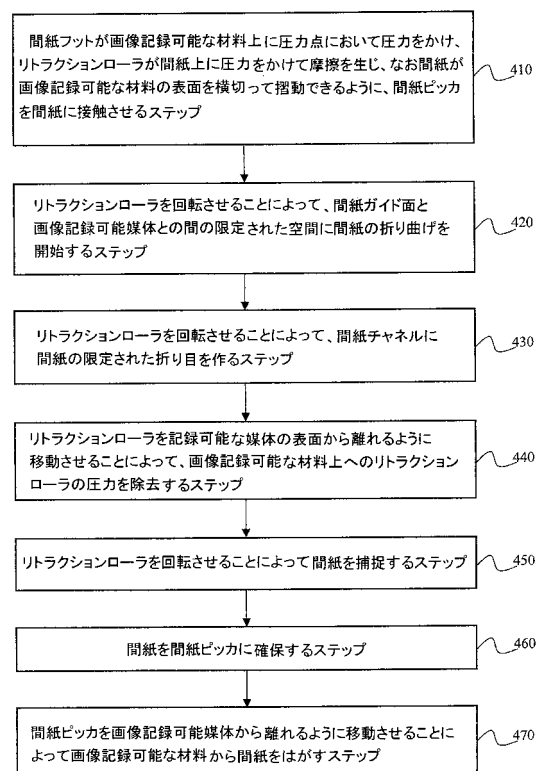 間紙フットが画像記録可能な材料上に圧力点において圧力をかけ、
リトラクションローラが間紙上に圧力をかけて摩擦を生じ、なお間紙が
画像記録可能な材料の表面を横切って摺動できるように、間紙ピッカ
を間紙に接触させるステップ
410
リトラクションローラを回転させることによって、間紙ガイド面と
画像記録可能媒体との間の限定された空間に間紙の折り曲げを
開始するステップ
420
リトラクションローラを回転させることによって、間紙チャネルに
間紙の限定された折り目を作るステップ
430
リトラクションローラを記録可能な媒体の表面から離れるように
移動させることによって、画像記録可能な材料上へのリトラクション
ローラの圧力を除去するステップ
440
リトラクションローラを回転させることによって間紙を捕捉するステップ
450
間紙を間紙ピッカに確保するステップ
460
間紙ピッカを画像記録可能媒体から離れるように移動させることに
よって画像記録可能な材料から間紙をはがすステップ
470